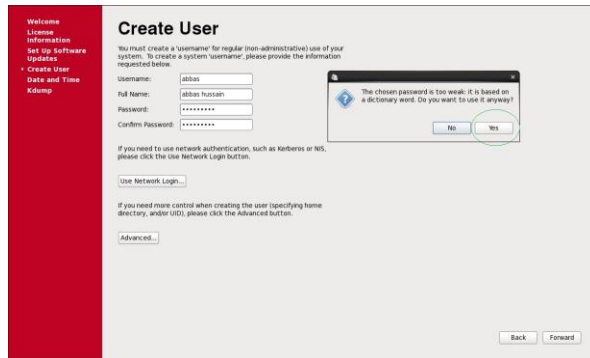 Welcome
License
Information
Set Up Software
Updates
Create User
Date and Time
Kdump
Create User
You must create a 'username' for regular (non-administrative) use of your
system. To create a system 'username', please provide the information
requested below.
Username: abbas
Full Name: abbas hussain
Password: •••••••••
Confirm Password: •••••••••
If you need to use network authentication, such as Kerberos or NIS,
please click the Use Network Login button.
Use Network Login...
If you need more control when creating the user (specifying home
directory, and/or UID), please click the Advanced button.
Advanced...
The chosen password is too weak: it is based on
a dictionary word. Do you want to use it anyway?
No Yes
Back Forward